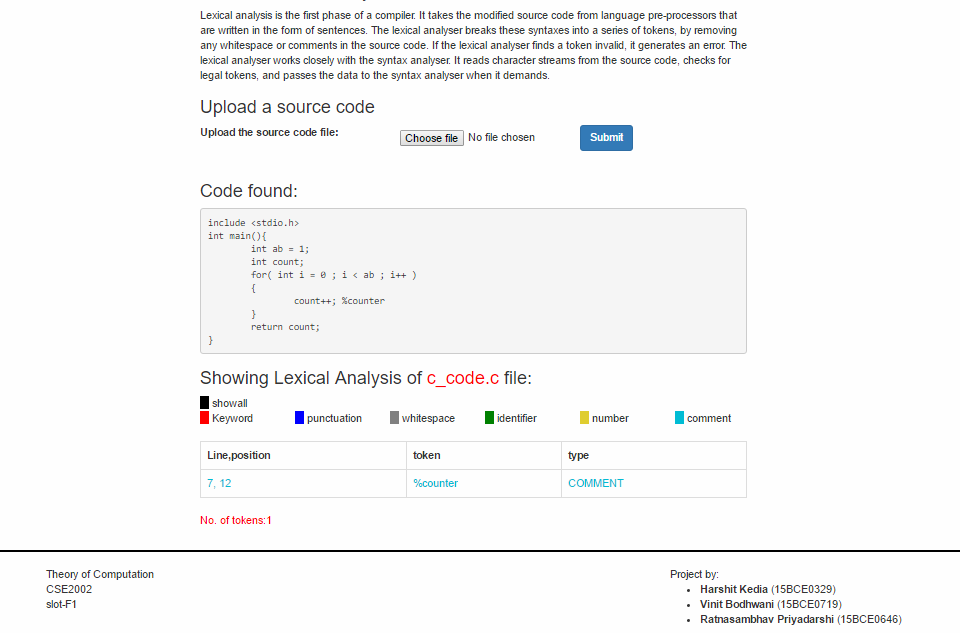 Lexical analysis is the first phase of a compiler. It takes the modified source code from language pre-processors that
are written in the form of sentences. The lexical analyser breaks these syntaxes into a series of tokens, by removing
any whitespace or comments in the source code. If the lexical analyser finds a token invalid, it generates an error. The
lexical analyser works closely with the syntax analyser. It reads character streams from the source code, checks for
legal tokens, and passes the data to the syntax analyser when it demands.
Upload a source code
Upload the source code file: Choose file No file chosen Submit
Code found:
include <stdio.h>
int main(){
int ab = 1;
int count;
for( int i = 0 ; i < ab ; i++ )
{
count++; %counter
}
return count;
}
Showing Lexical Analysis of c_code.c file:
showall
Keyword punctuation whitespace identifier number comment
Line,position token type
7, 12 %counter COMMENT
No. of tokens:1
Theory of Computation
CSE2002
slot-F1
Project by:
• Harshit Kedia (15BCE0329)
• Vinit Bodhwani (15BCE0719)
• Ratnasambhav Priyadarshi (15BCE0646)